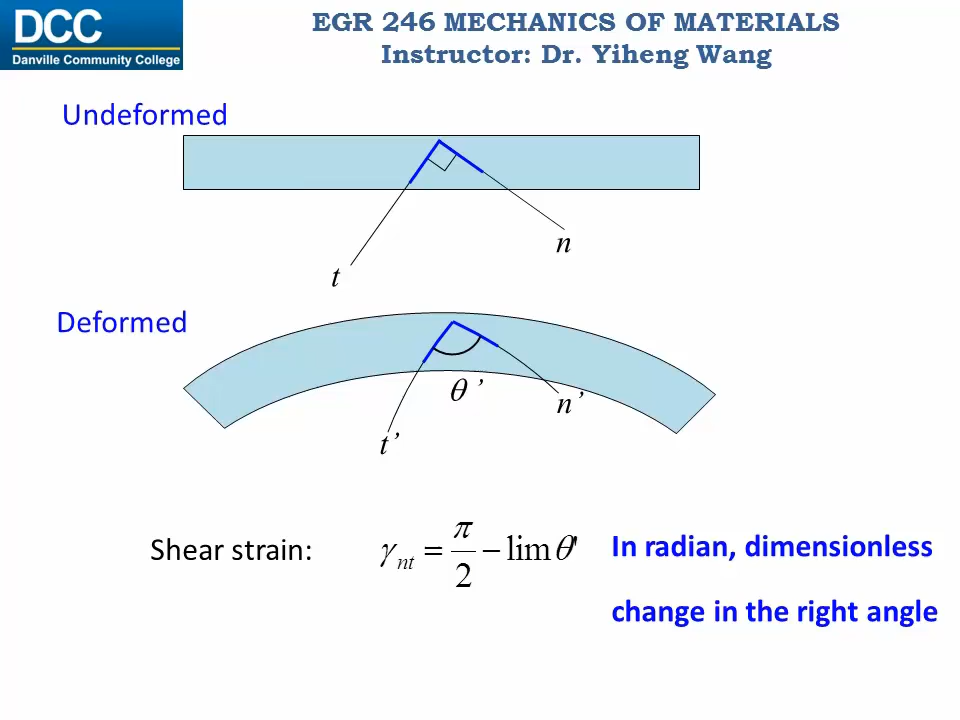 DCC
Danville Community College
EGR 246 MECHANICS OF MATERIALS
Instructor: Dr. Yiheng Wang
Undeformed
n
t
Deformed
θ ’
n’
t’
Shear strain: γnt = π/2 − lim θ' In radian, dimensionless
change in the right angle